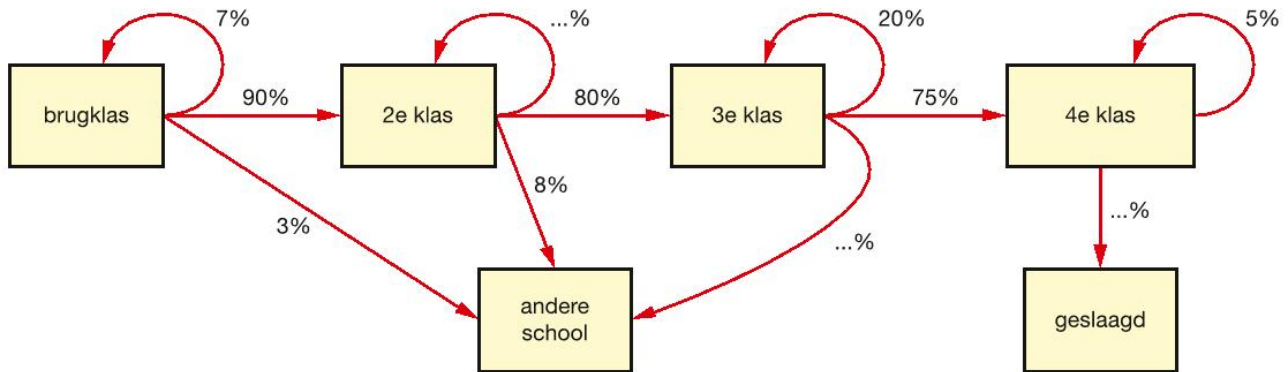 7%
...%
20%
5%
brugklas
90%
2e klas
80%
3e klas
75%
4e klas
3%
8%
...%
...%
andere
school
geslaagd